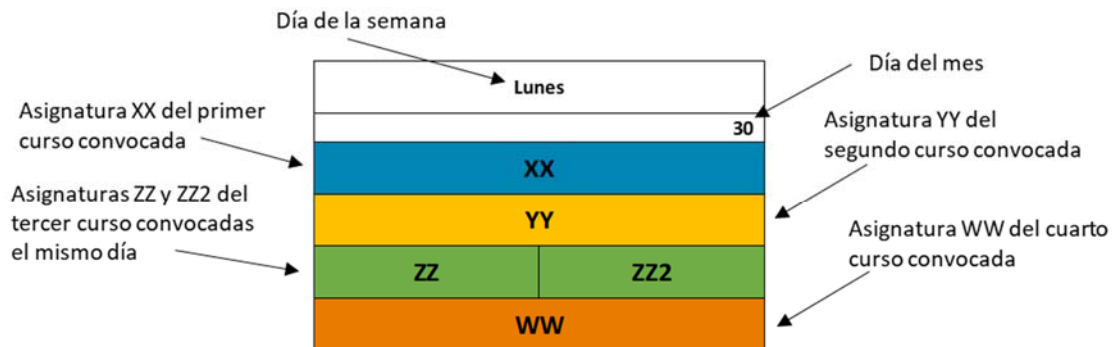 Día de la semana
Lunes
Día del mes
30
Asignatura XX del primer
curso convocada
XX
Asignatura YY del
segundo curso convocada
YY
Asignaturas ZZ y ZZ2 del
tercer curso convocadas
el mismo día
ZZ
ZZ2
Asignatura WW del cuarto
curso convocada
WW